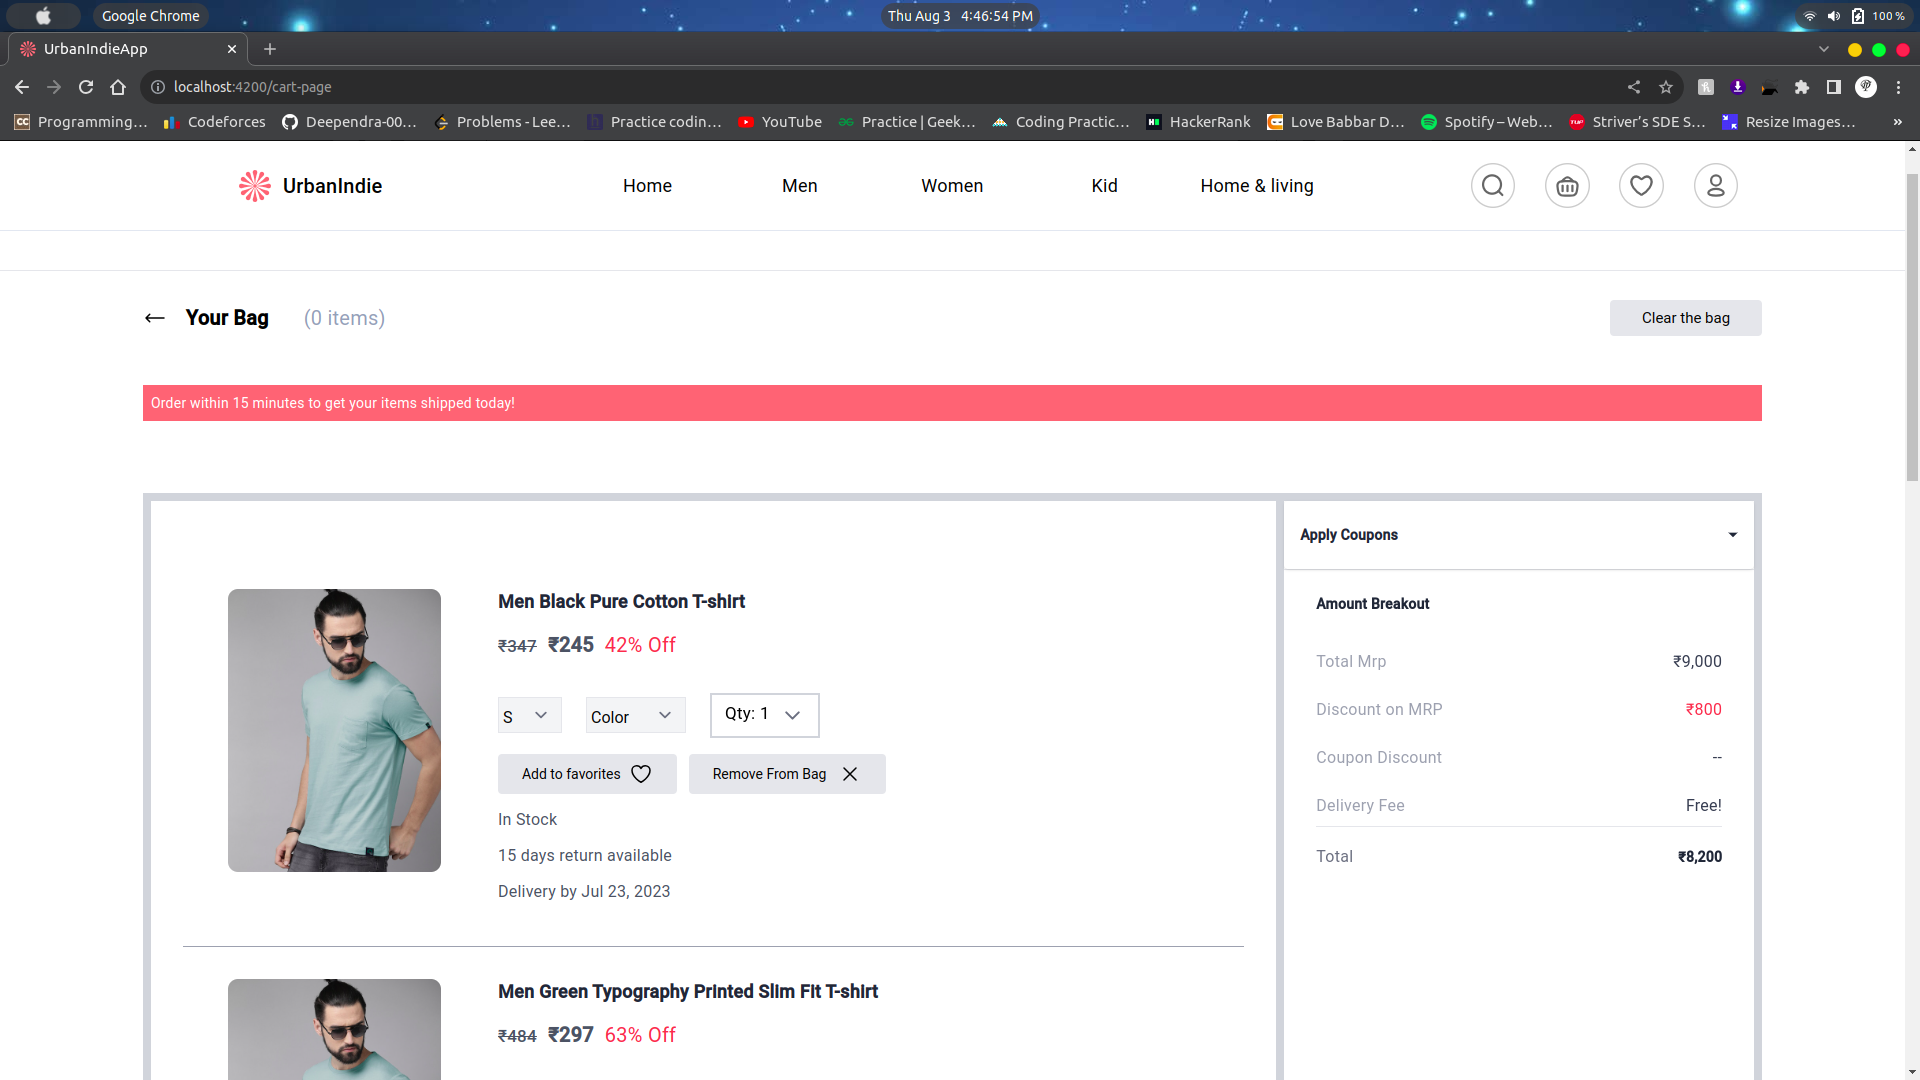 Google Chrome
Thu Aug 3 4:46:54 PM
100 %
UrbanIndieApp
localhost:4200/cart-page
CC Programming... Codeforces Deependra-00... Problems - Lee... h Practice codin... YouTube Practice | Geek... Coding Practic... HackerRank Love Babbar D... Spotify – Web... TUF Striver's SDE S... Resize Images... »
UrbanIndie Home Men Women Kid Home & living
Your Bag (0 items) Clear the bag
Order within 15 minutes to get your items shipped today!
Apply Coupons
Men Black Pure Cotton T-shirt
₹347 ₹245 42% Off
S Color Qty: 1
Add to favorites Remove From Bag
In Stock
15 days return available
Delivery by Jul 23, 2023
Men Green Typography Printed Slim Fit T-shirt
₹484 ₹297 63% Off
Amount Breakout
Total Mrp ₹9,000
Discount on MRP ₹800
Coupon Discount --
Delivery Fee Free!
Total ₹8,200